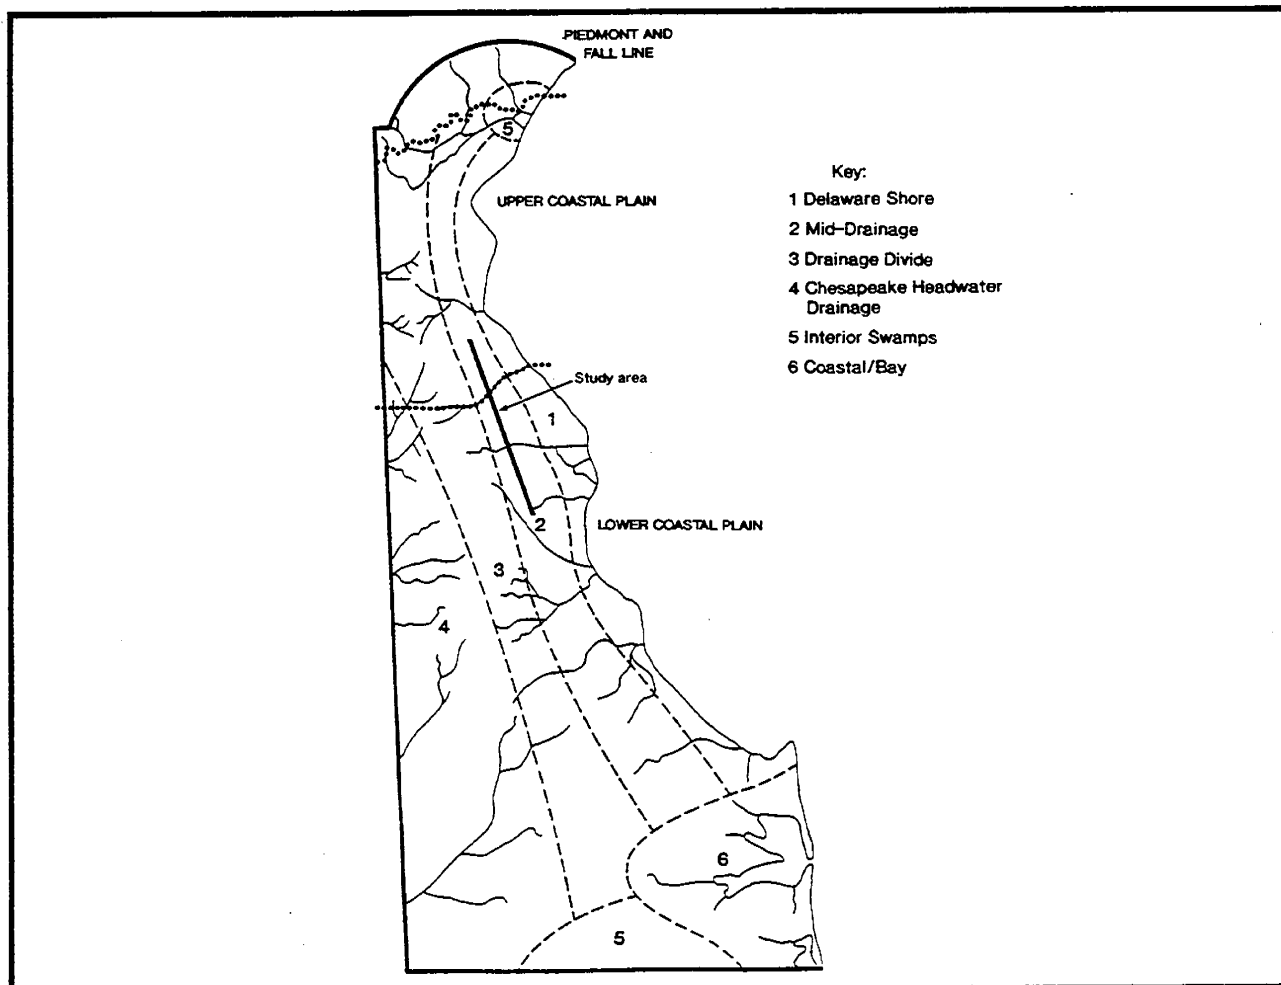 PIEDMONT AND
FALL LINE
5
UPPER COASTAL PLAIN
Key:
1 Delaware Shore
2 Mid-Drainage
3 Drainage Divide
4 Chesapeake Headwater
Drainage
5 Interior Swamps
6 Coastal/Bay
Study area
1
2
LOWER COASTAL PLAIN
3
4
6
5